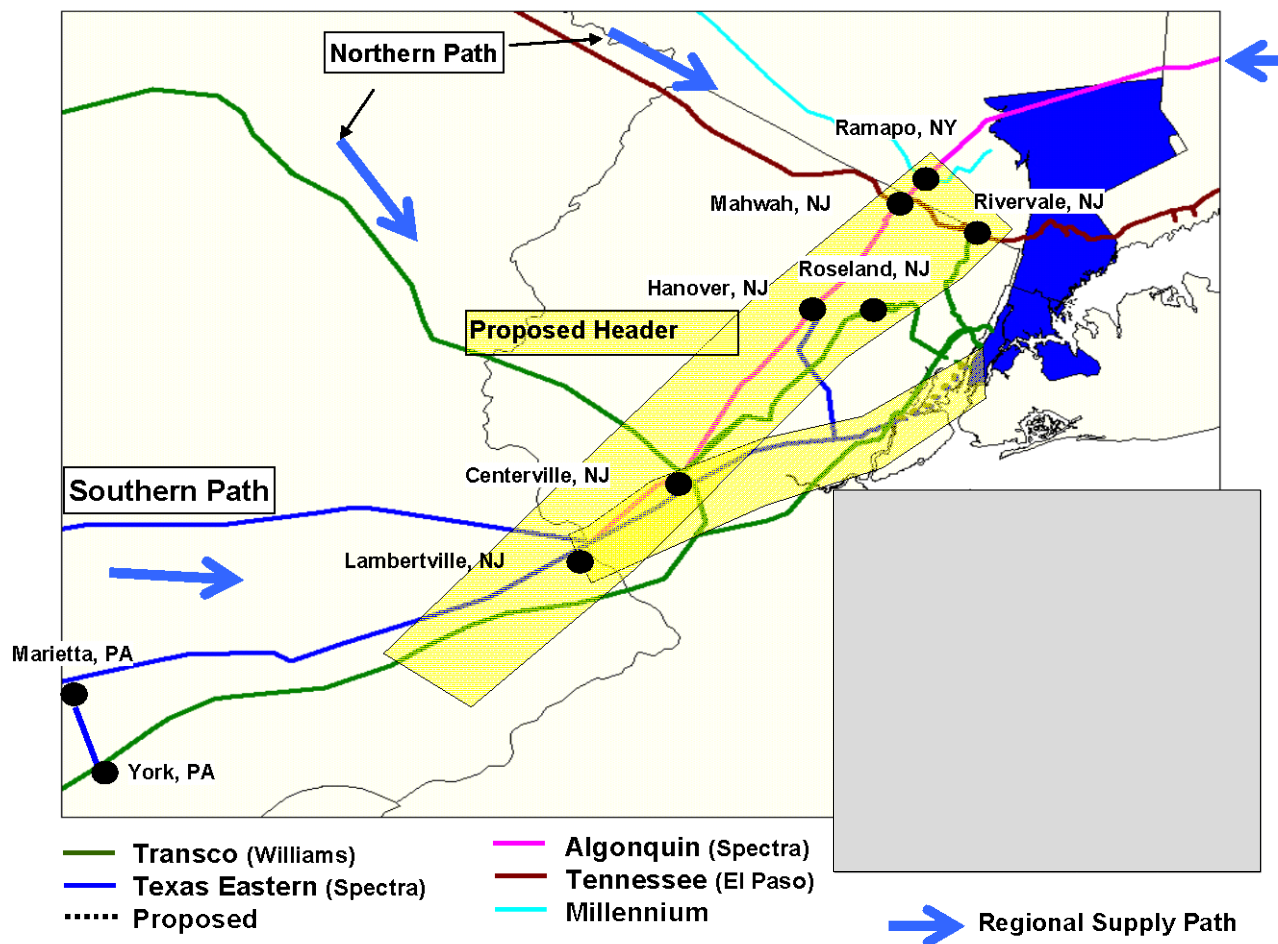 Northern Path
Ramapo, NY
Mahwah, NJ
Rivervale, NJ
Roseland, NJ
Hanover, NJ
Proposed Header
Centerville, NJ
Southern Path
Lambertville, NJ
Marietta, PA
York, PA
Transco (Williams)
Texas Eastern (Spectra)
Proposed
Algonquin (Spectra)
Tennessee (El Paso)
Millennium
Regional Supply Path